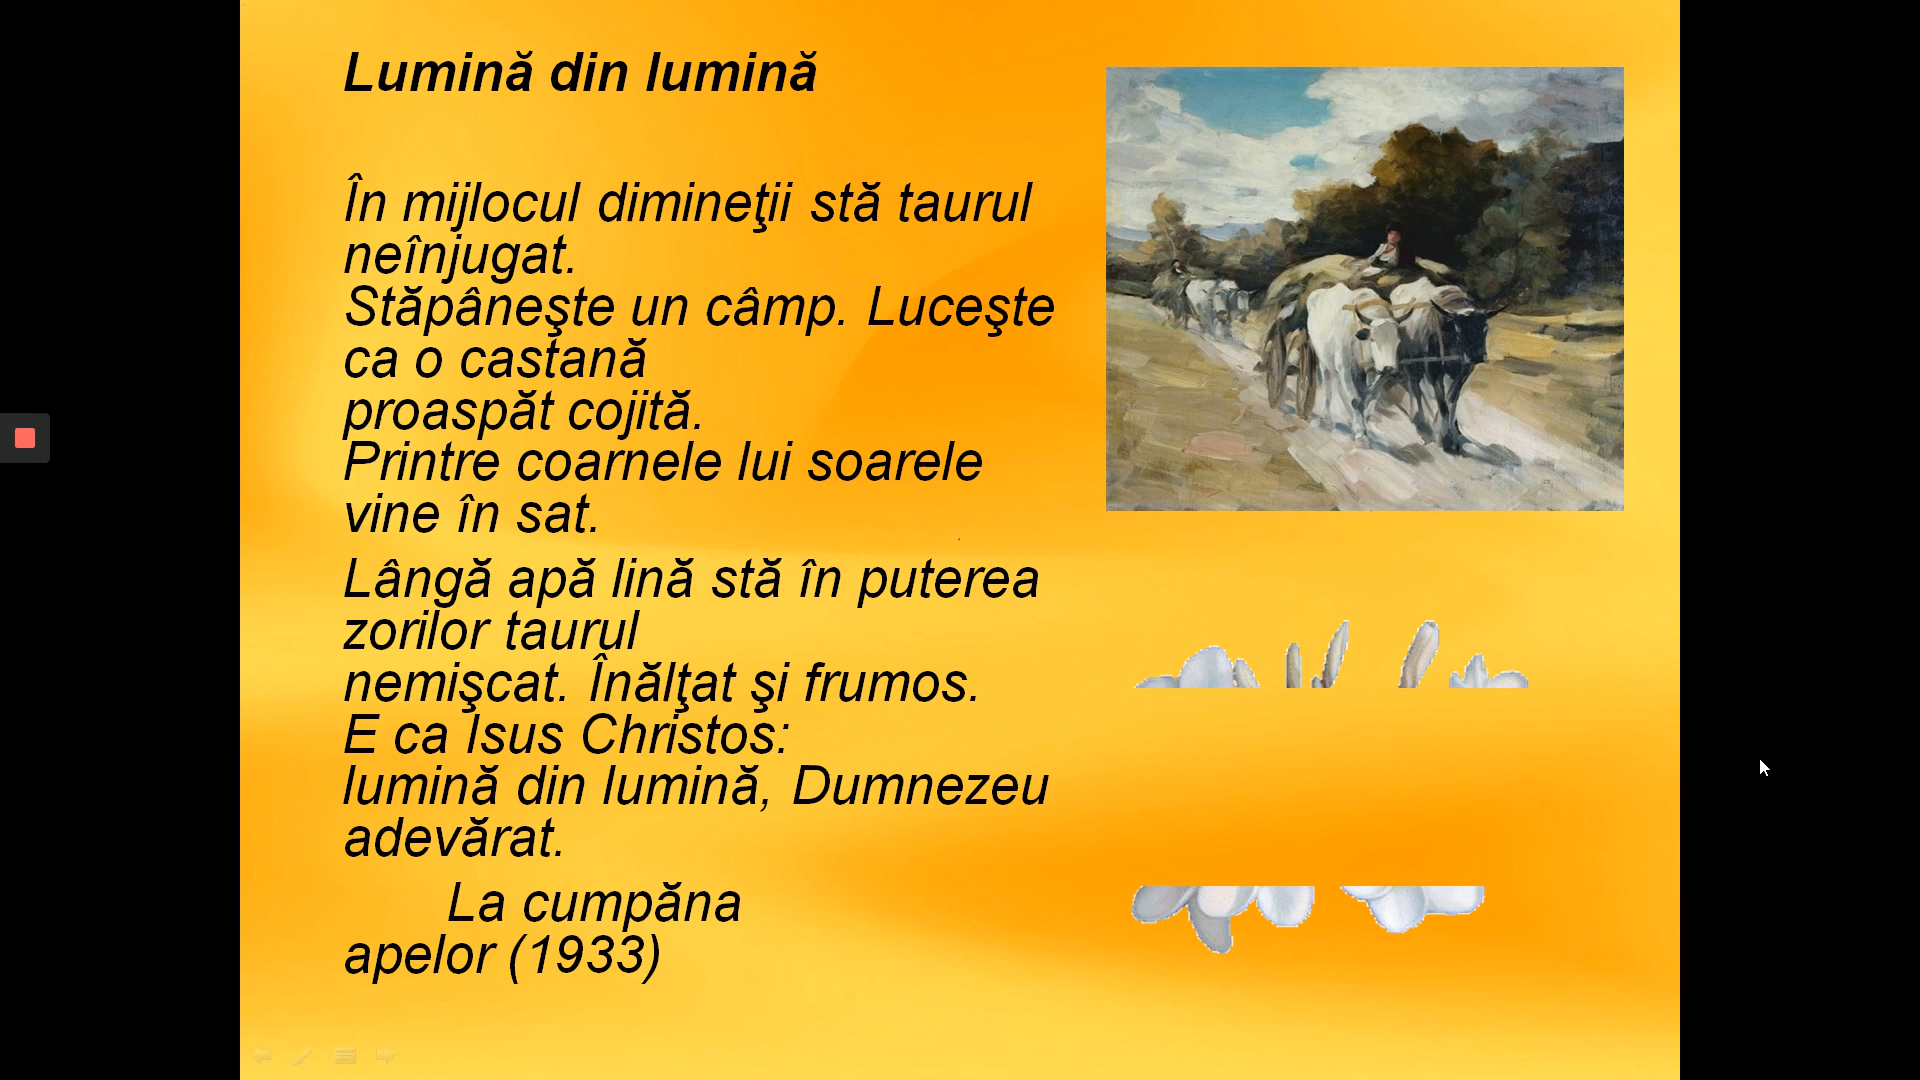 Lumină din lumină
În mijlocul dimineţii stă taurul
neînjugat.
Stăpâneşte un câmp. Luceşte
ca o castană
proaspăt cojită.
Printre coarnele lui soarele
vine în sat.
Lângă apă lină stă în puterea
zorilor taurul
nemişcat. Înălţat şi frumos.
E ca Isus Christos:
lumină din lumină, Dumnezeu
adevărat.
La cumpăna
apelor (1933)